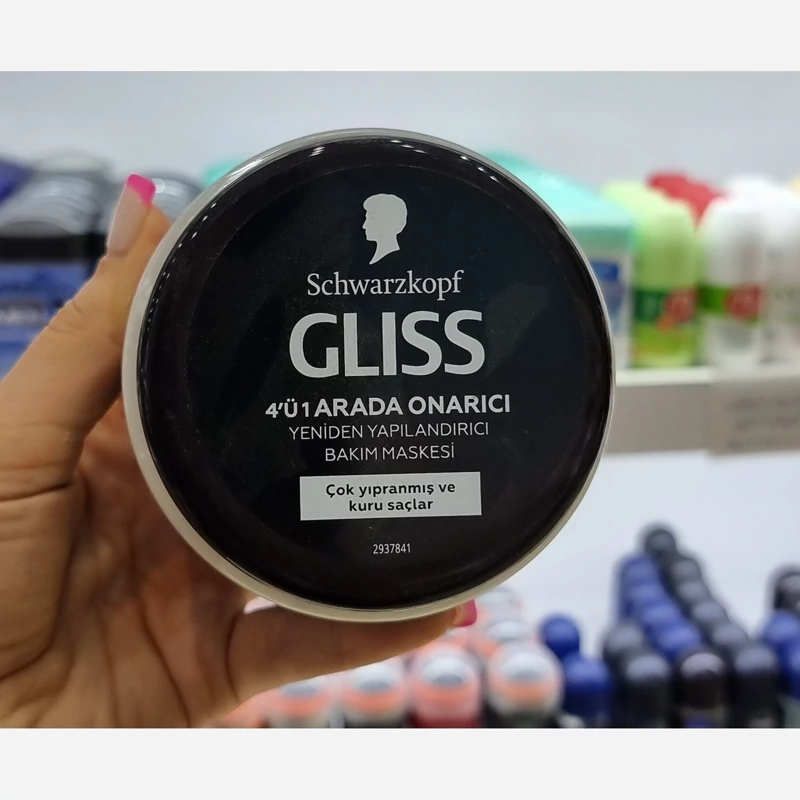 Schwarzkopf
GLISS
4'Ü 1 ARADA ONARICI
YENİDEN YAPILANDIRICI
BAKIM MASKESİ
Çok yıpranmış ve
kuru saçlar
2937841